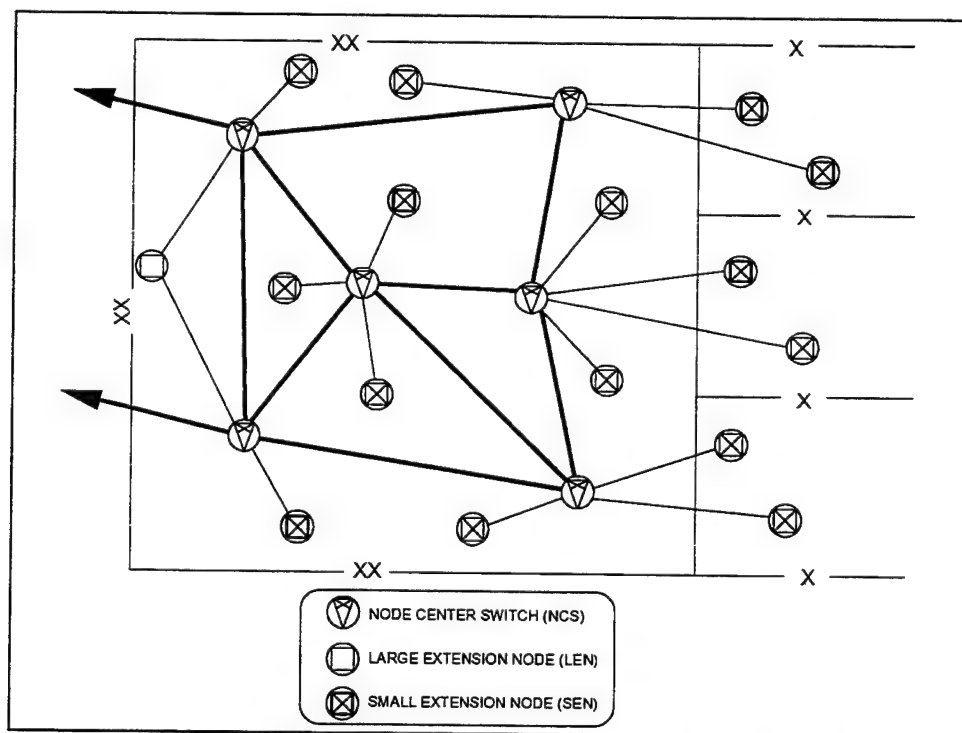 XX
X
X
XX
X
XX
X
NODE CENTER SWITCH (NCS)
LARGE EXTENSION NODE (LEN)
SMALL EXTENSION NODE (SEN)